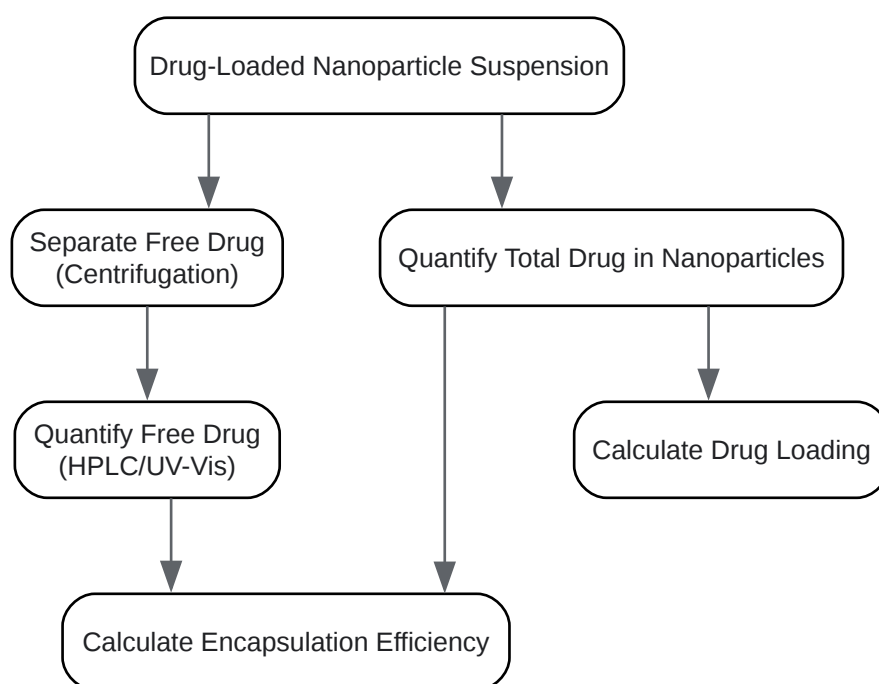 Drug-Loaded Nanoparticle Suspension
Separate Free Drug
(Centrifugation)
Quantify Total Drug in Nanoparticles
Quantify Free Drug
(HPLC/UV-Vis)
Calculate Drug Loading
Calculate Encapsulation Efficiency